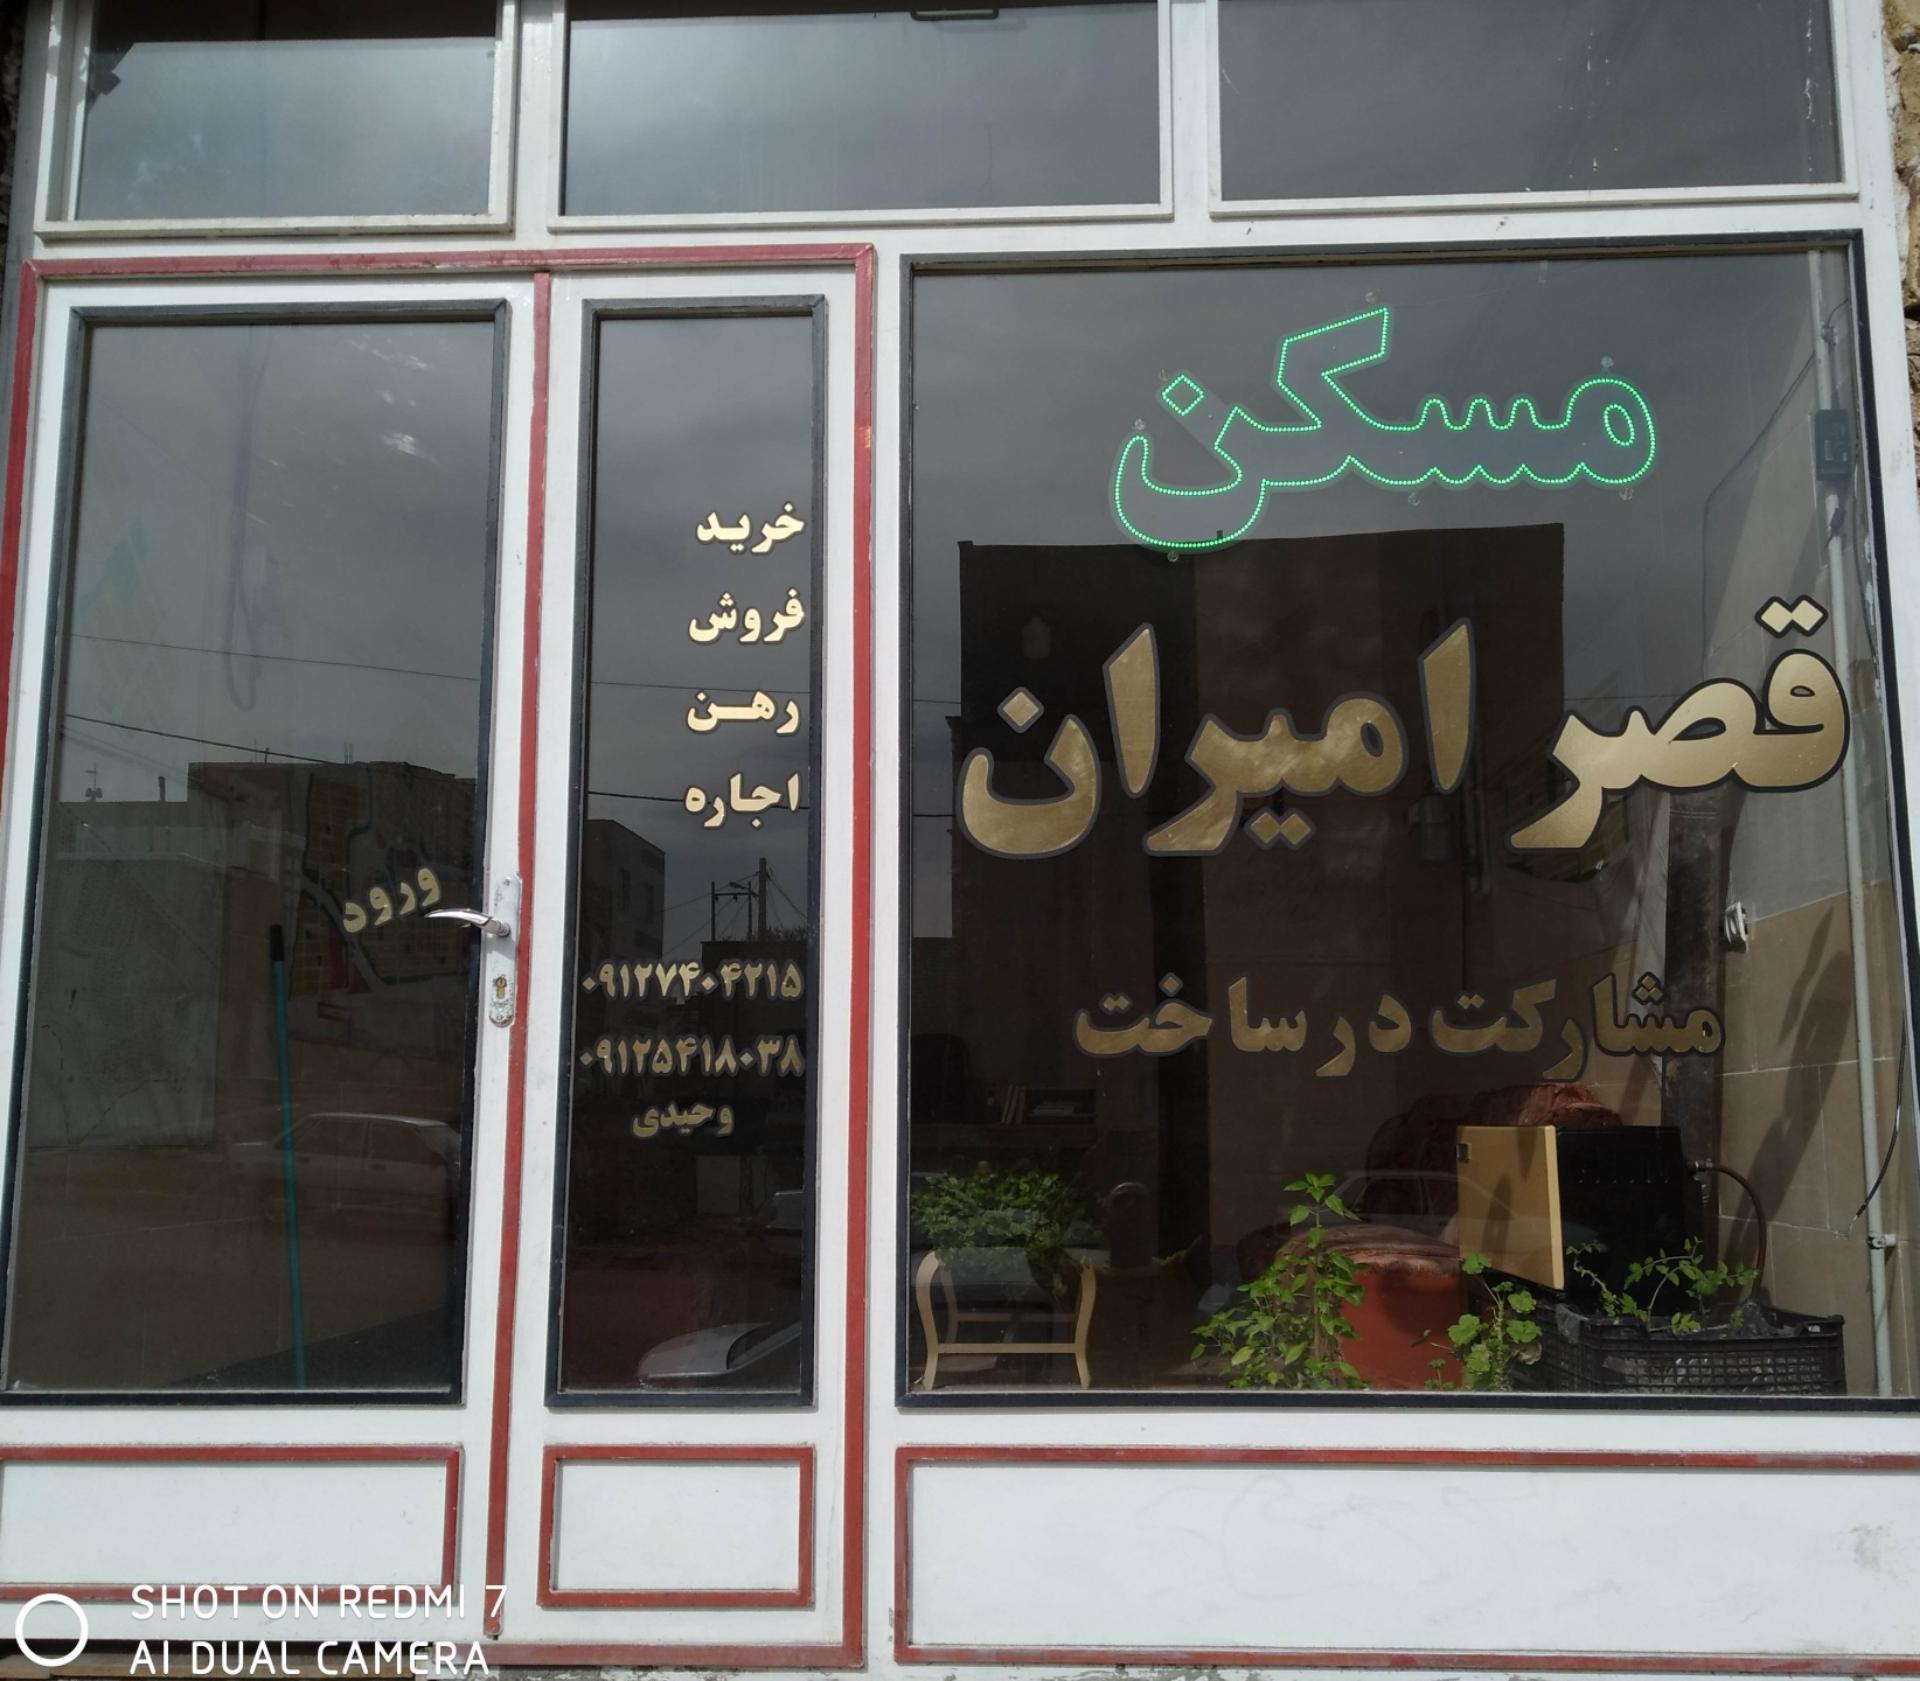 مسکن
قصر امیران
مشارکت در ساخت
خرید
فروش
رهن
اجاره
۰۹۱۲۷۴۰۴۲۱۵
۰۹۱۲۵۴۱۸۰۳۸
وحیدی
ورود
SHOT ON REDMI 7
AI DUAL CAMERA